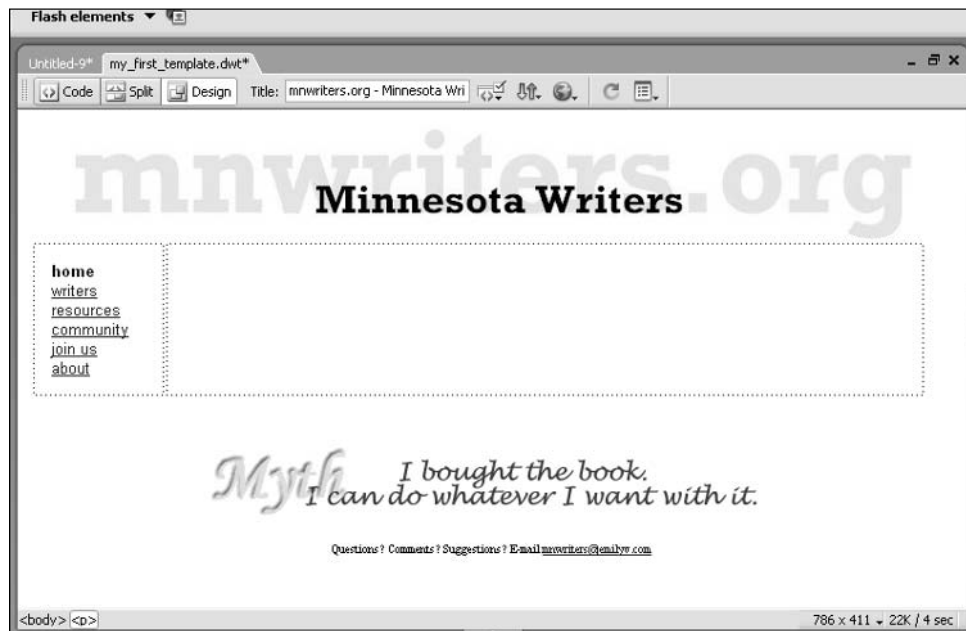 Flash elements
Untitled-9* my_first_template.dwt*
Code Split Design Title: mnwriters.org - Minnesota Wri
mnwriters.org
Minnesota Writers
home
writers
resources
community
join us
about
Myth I bought the book.
I can do whatever I want with it.
Questions? Comments? Suggestions? E-mail mnwriters@emilyw.com
<body> <p> 786 x 411 22K / 4 sec